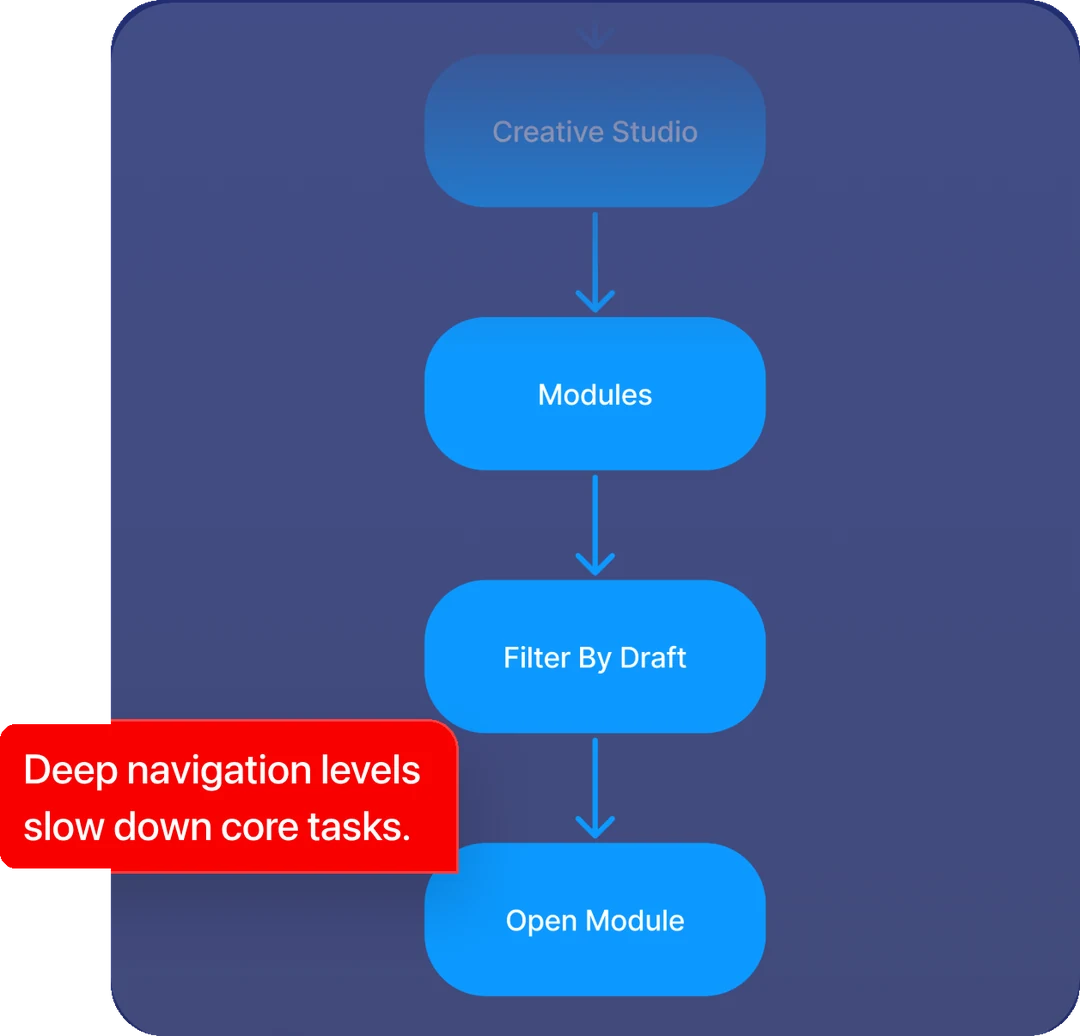 Creative Studio
Modules
Filter By Draft
Deep navigation levels
slow down core tasks.
Open Module